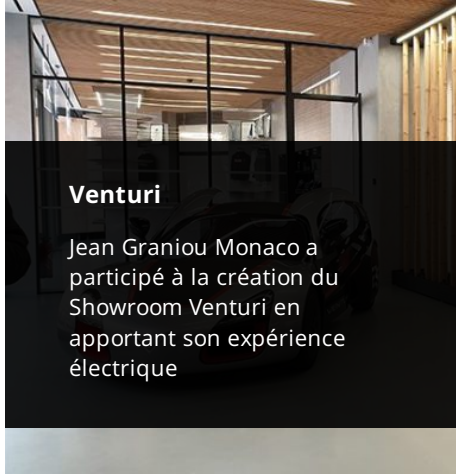 Venturi
Jean Graniou Monaco a
participé à la création du
Showroom Venturi en
apportant son expérience
électrique